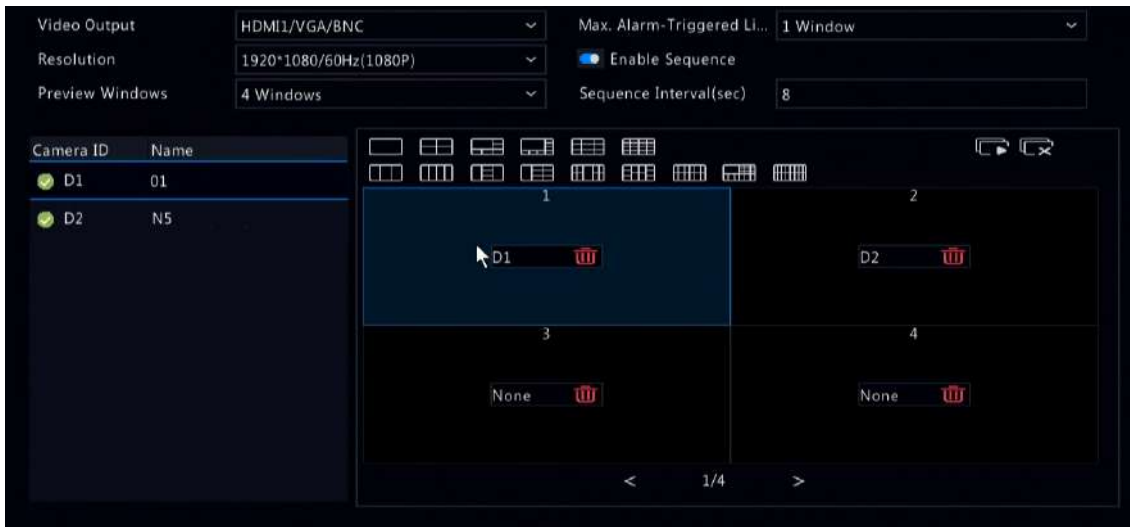 Video Output HDMI1/VGA/BNC Max. Alarm-Triggered Li... 1 Window
Resolution 1920*1080/60Hz(1080P) Enable Sequence
Preview Windows 4 Windows Sequence Interval(sec) 8
Camera ID Name
D1 01
D2 N5
1 2
D1 D2
3 4
None None
< 1/4 >